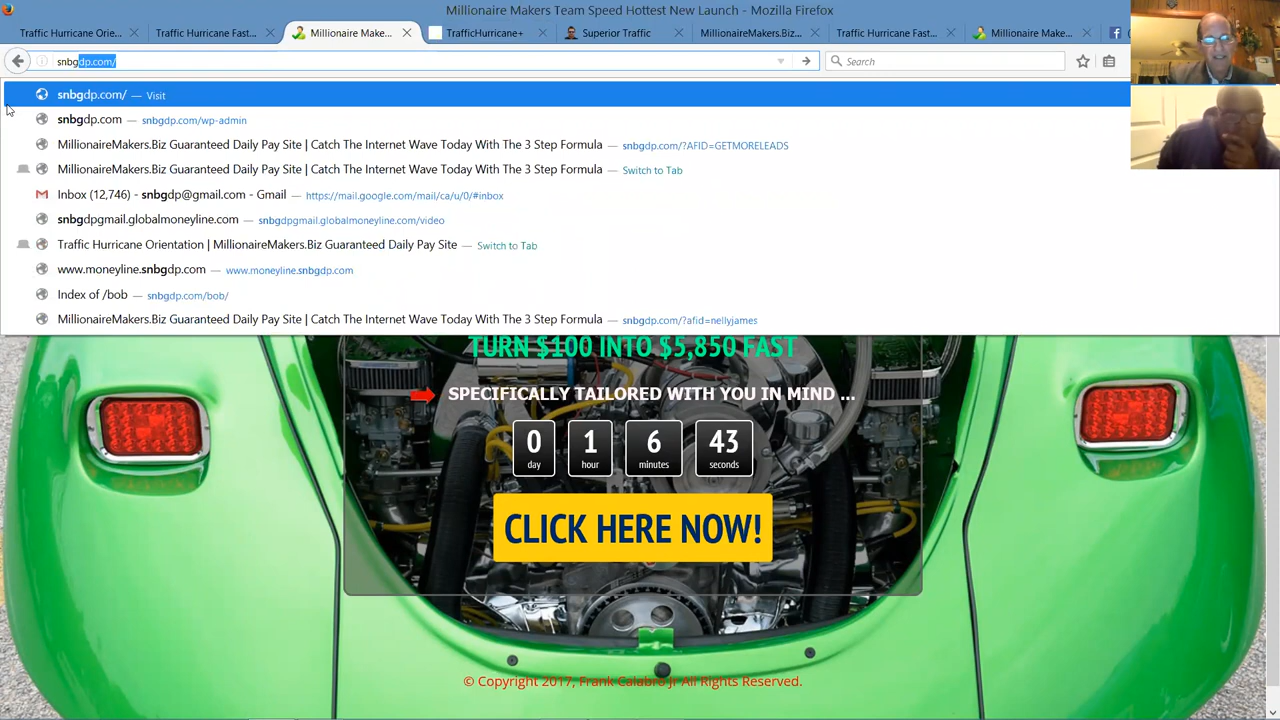 Millionaire Makers Team Speed Hottest New Launch - Mozilla Firefox
Traffic Hurricane Orie... × Traffic Hurricane Fast... × Millionaire Make... × TrafficHurricane+ × Superior Traffic × MillionaireMakers.Biz... × Traffic Hurricane Fast... × Millionaire Make... ×
snbgdp.com/
Search
snbgdp.com/ — Visit
snbgdp.com — snbgdp.com/wp-admin
MillionaireMakers.Biz Guaranteed Daily Pay Site | Catch The Internet Wave Today With The 3 Step Formula — snbgdp.com/?AFID=GETMORELEADS
MillionaireMakers.Biz Guaranteed Daily Pay Site | Catch The Internet Wave Today With The 3 Step Formula — Switch to Tab
Inbox (12,746) - snbgdp@gmail.com - Gmail — https://mail.google.com/mail/ca/u/0/#inbox
snbgdpgmail.globalmoneyline.com — snbgdpgmail.globalmoneyline.com/video
Traffic Hurricane Orientation | MillionaireMakers.Biz Guaranteed Daily Pay Site — Switch to Tab
www.moneyline.snbgdp.com — www.moneyline.snbgdp.com
Index of /bob — snbgdp.com/bob/
MillionaireMakers.Biz Guaranteed Daily Pay Site | Catch The Internet Wave Today With The 3 Step Formula — snbgdp.com/?afid=nellyjames
TURN $100 INTO $5,850 FAST
SPECIFICALLY TAILORED WITH YOU IN MIND ...
0 1 6 43
day hour minutes seconds
CLICK HERE NOW!
© Copyright 2017, Frank Calabro Jr All Rights Reserved.